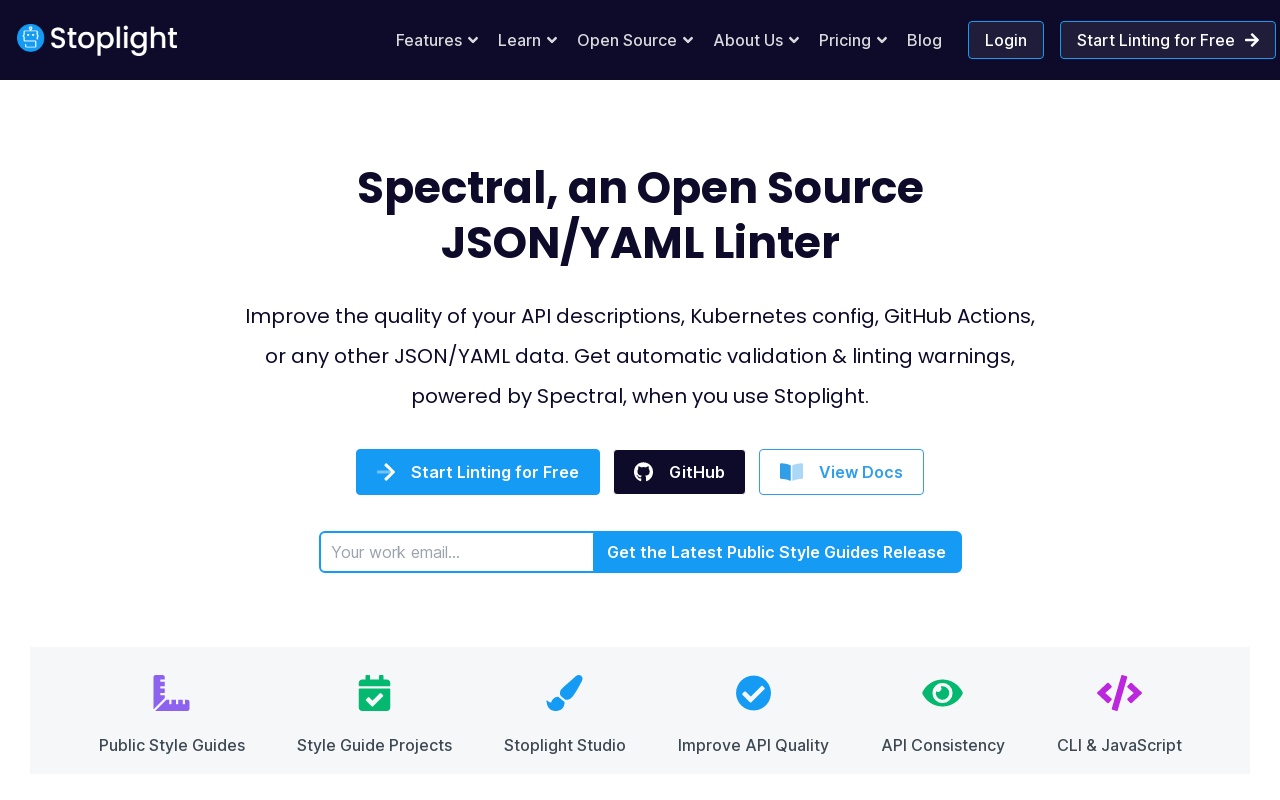 Stoplight
Features
Learn
Open Source
About Us
Pricing
Blog
Login
Start Linting for Free
Spectral, an Open Source
JSON/YAML Linter
Improve the quality of your API descriptions, Kubernetes config, GitHub Actions,
or any other JSON/YAML data. Get automatic validation & linting warnings,
powered by Spectral, when you use Stoplight.
Start Linting for Free
GitHub
View Docs
Your work email...
Get the Latest Public Style Guides Release
Public Style Guides
Style Guide Projects
Stoplight Studio
Improve API Quality
API Consistency
CLI & JavaScript